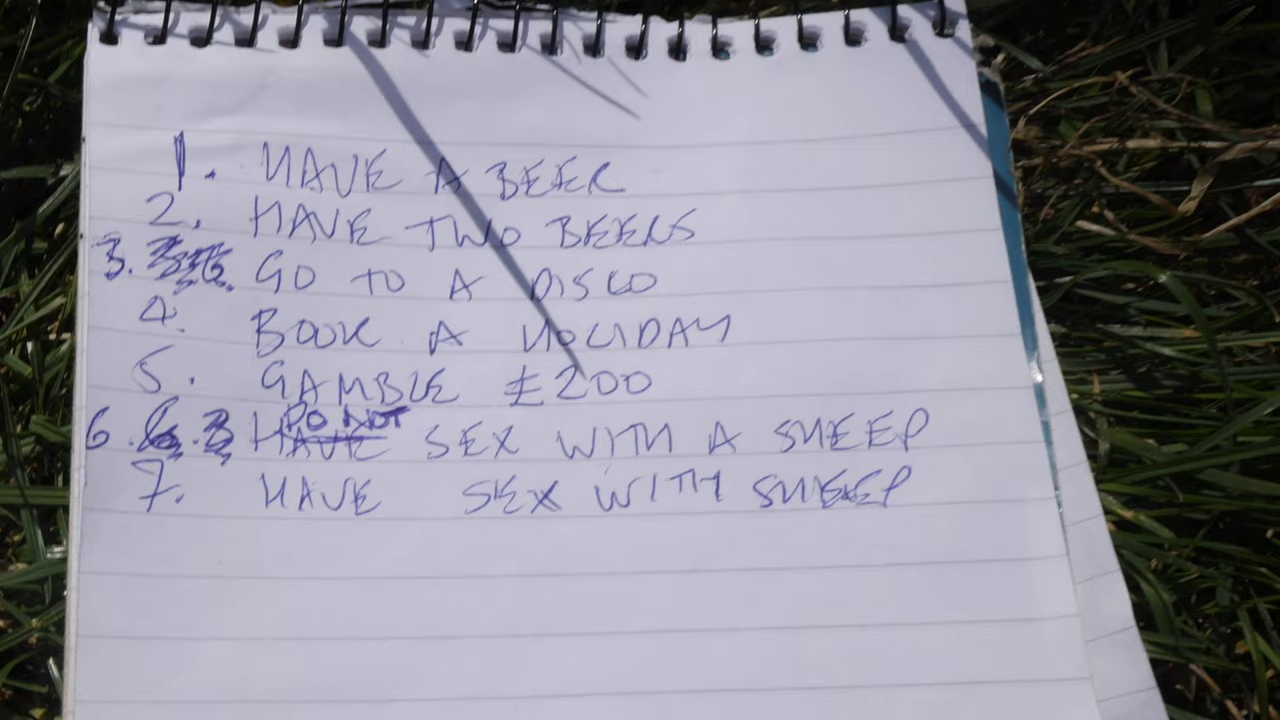 1. HAVE A BEER
2. HAVE TWO BEERS
3. GO TO A DISCO
4. BOOK A HOLIDAY
5. GAMBLE £200
DO NOT
6. HAVE SEX WITH A SHEEP
7. HAVE SEX WITH SHEEP